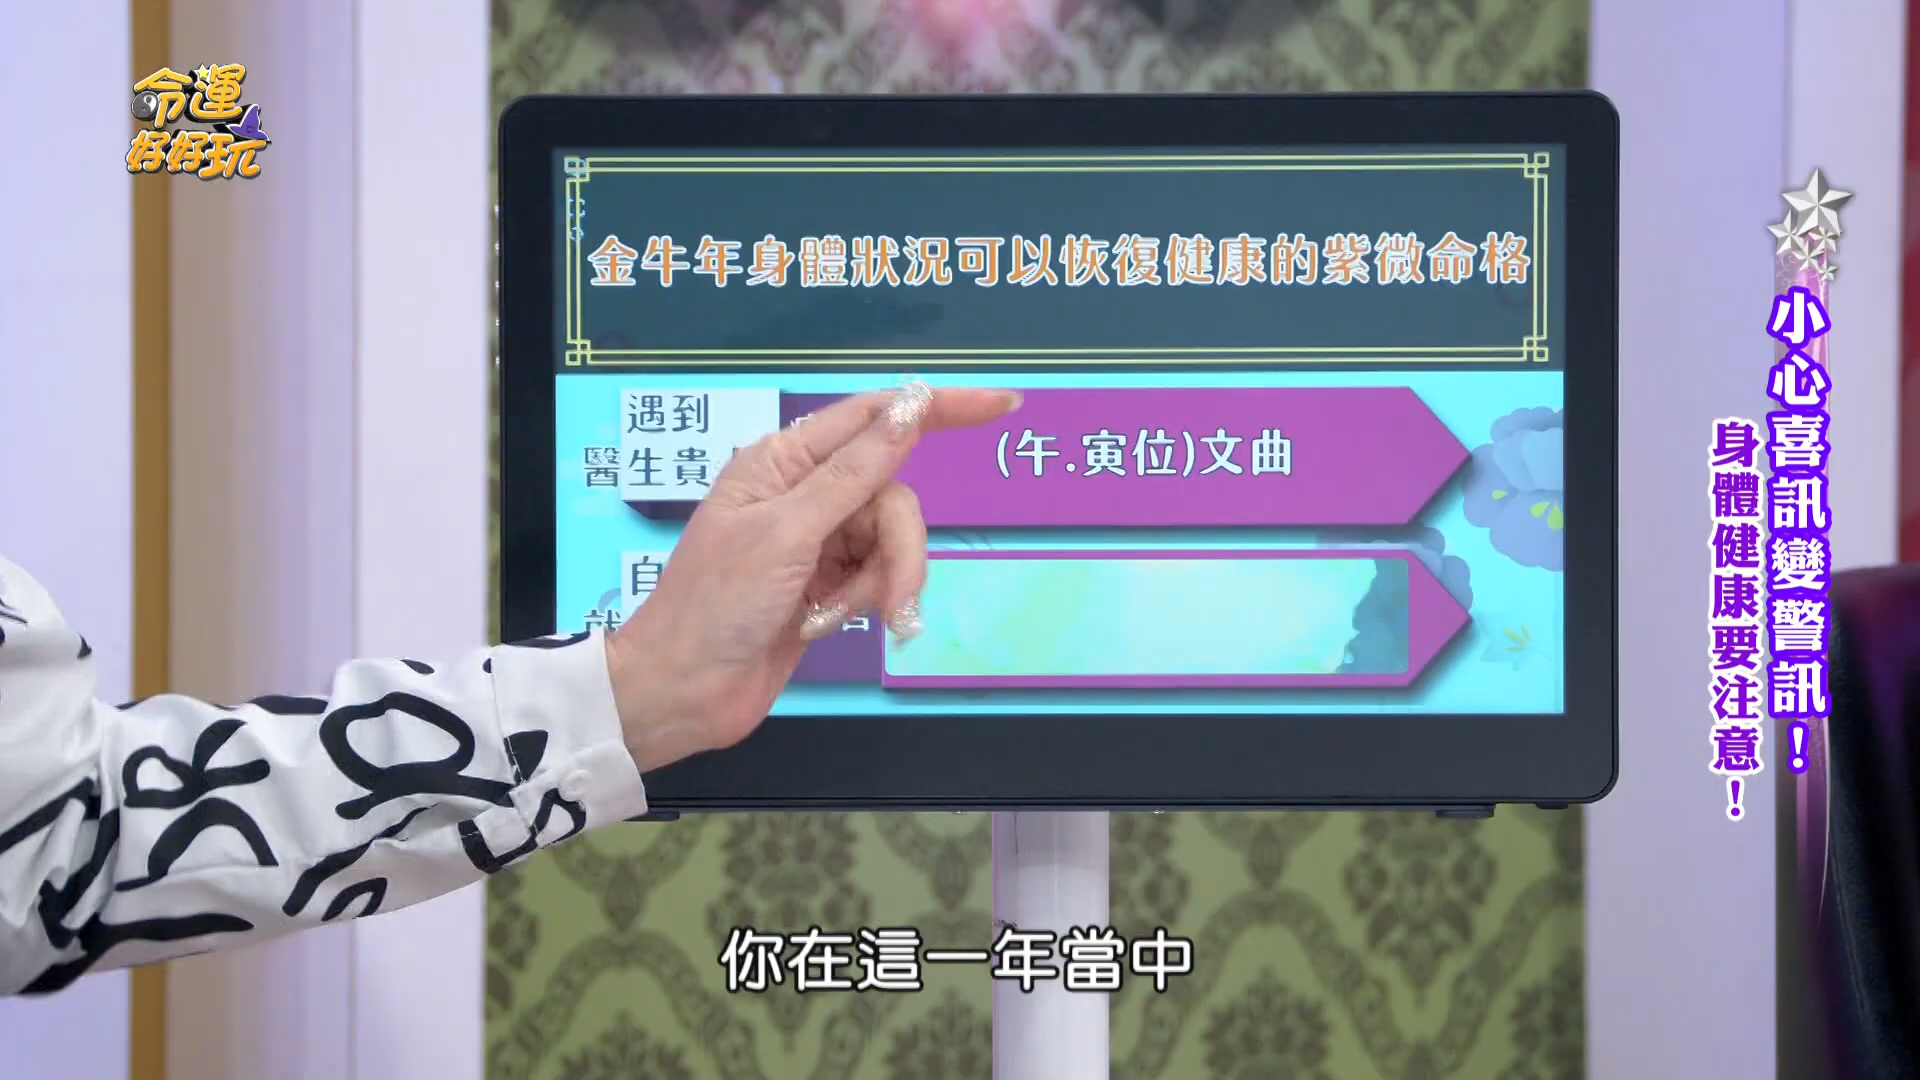 命運
好好玩
金牛年身體狀況可以恢復健康的紫微命格
遇到
醫生貴
(午.寅位)文曲
自
就
小心喜訊變警訊！
身體健康要注意！
你在這一年當中